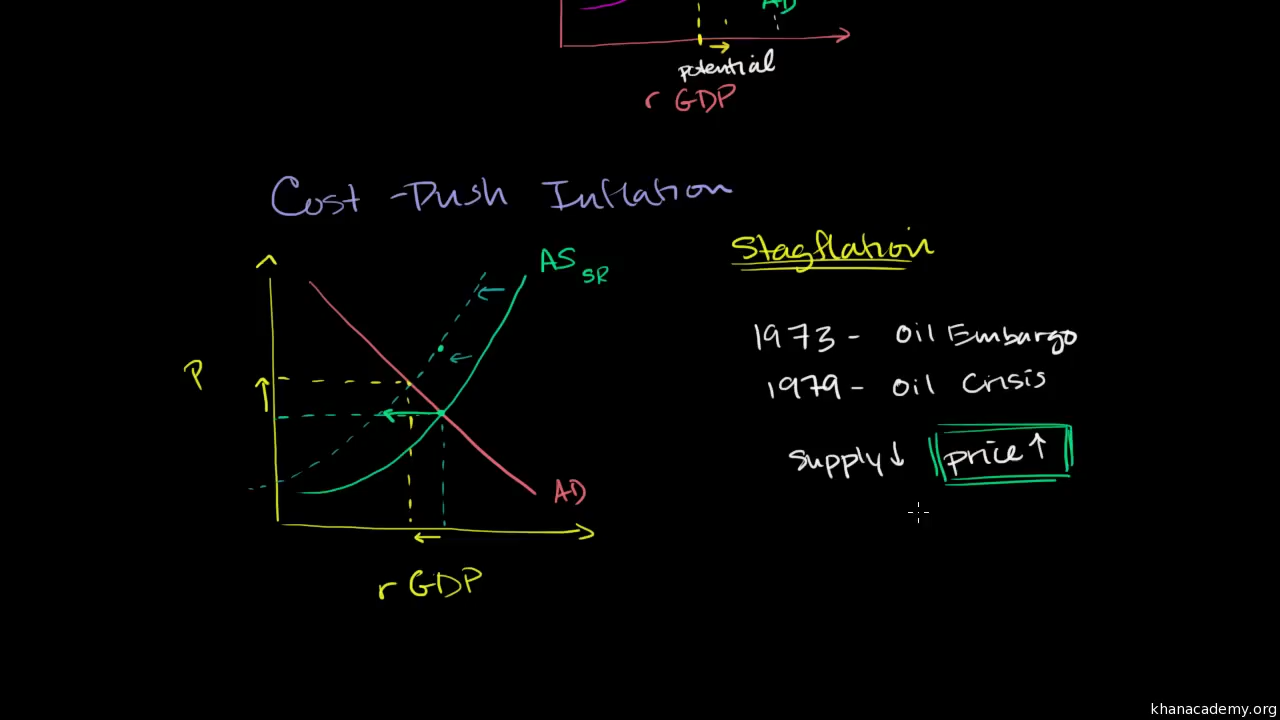 AD
potential
r GDP
Cost-Push Inflation
Stagflation
AS SR
1973 - Oil Embargo
P
1979 - Oil Crisis
supply↓ price↑
AD
r GDP
khanacademy.org